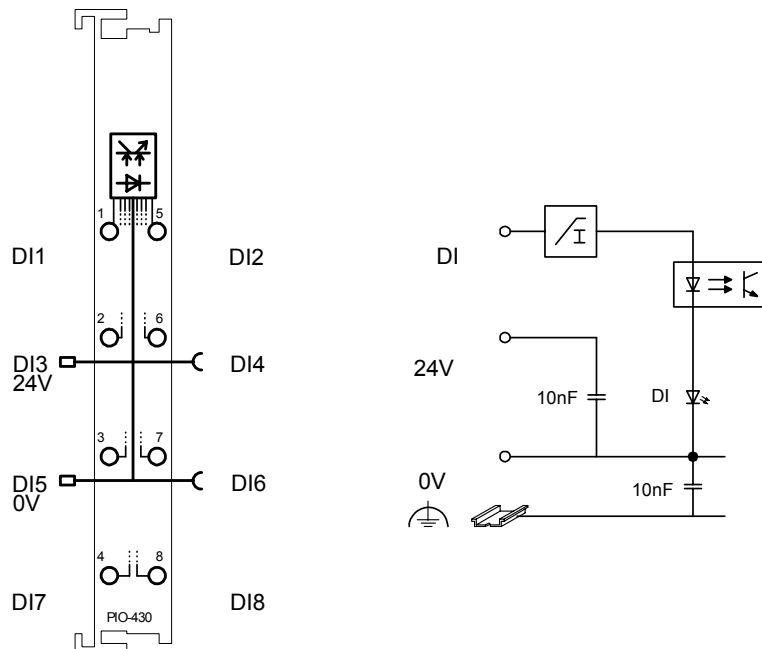 1 5
DI1 DI2
2 6
DI3 DI4
24V
3 7
DI5 DI6
0V
4 8
DI7 DI8
PIO-430
I
DI
24V
10nF DI
0V
10nF